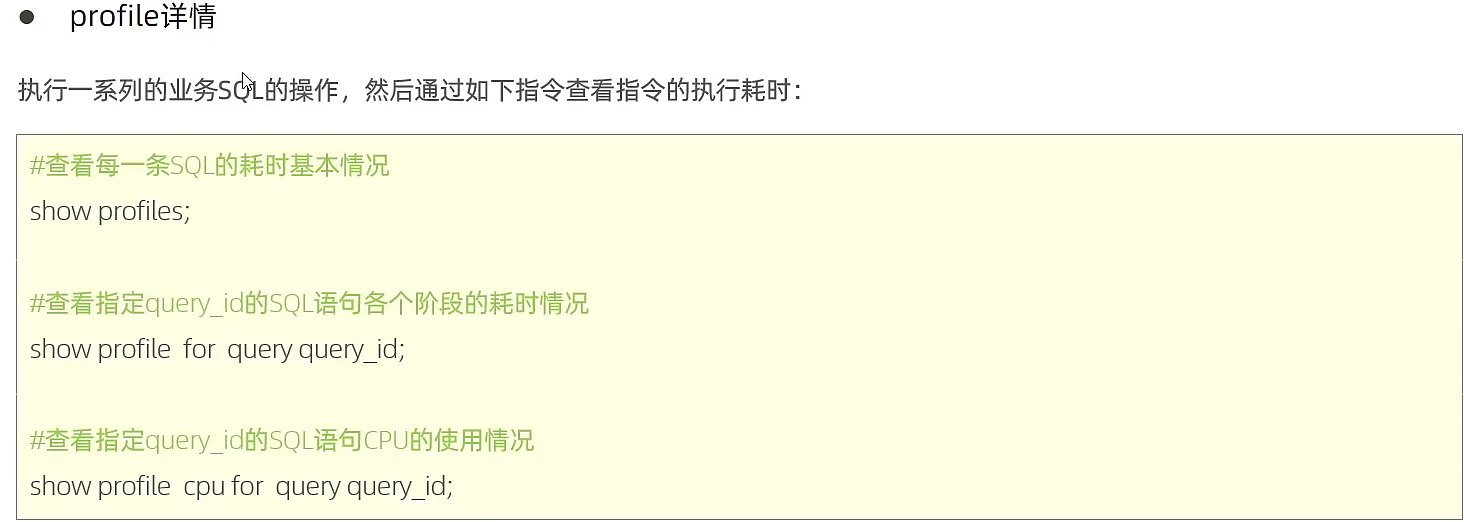 ● profile详情
执行一系列的业务SQL的操作，然后通过如下指令查看指令的执行耗时：
#查看每一条SQL的耗时基本情况
show profiles;
#查看指定query_id的SQL语句各个阶段的耗时情况
show profile for query query_id;
#查看指定query_id的SQL语句CPU的使用情况
show profile cpu for query query_id;